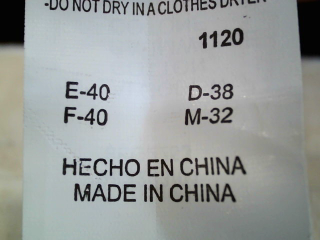 -DO NOT DRY IN A CLOTHES DRYER
1120
E-40 D-38
F-40 M-32
HECHO EN CHINA
MADE IN CHINA